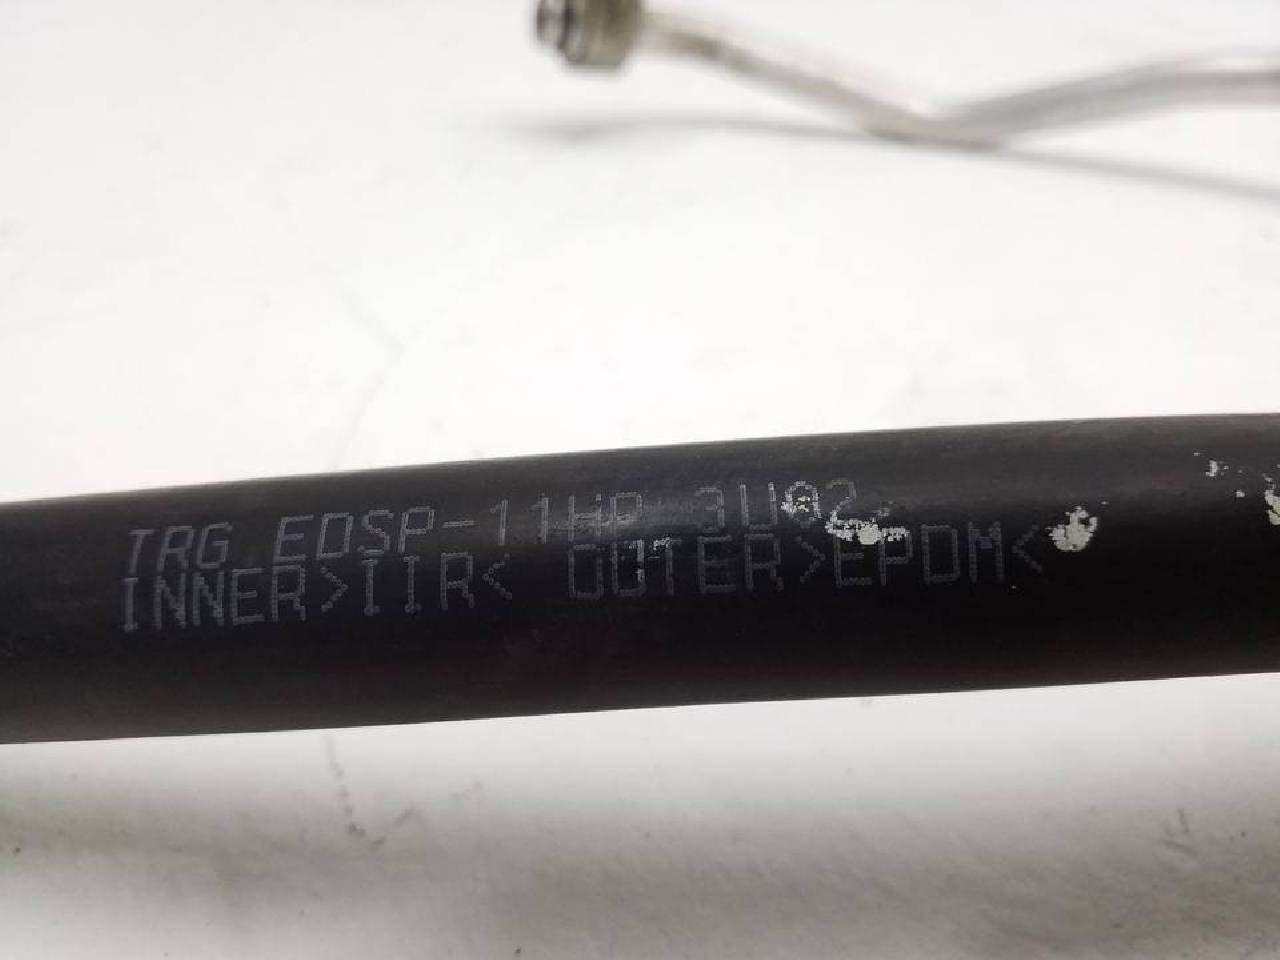 TRG EDSP-11HP 3U02
INNER>IIR< OUTER>EPDM<